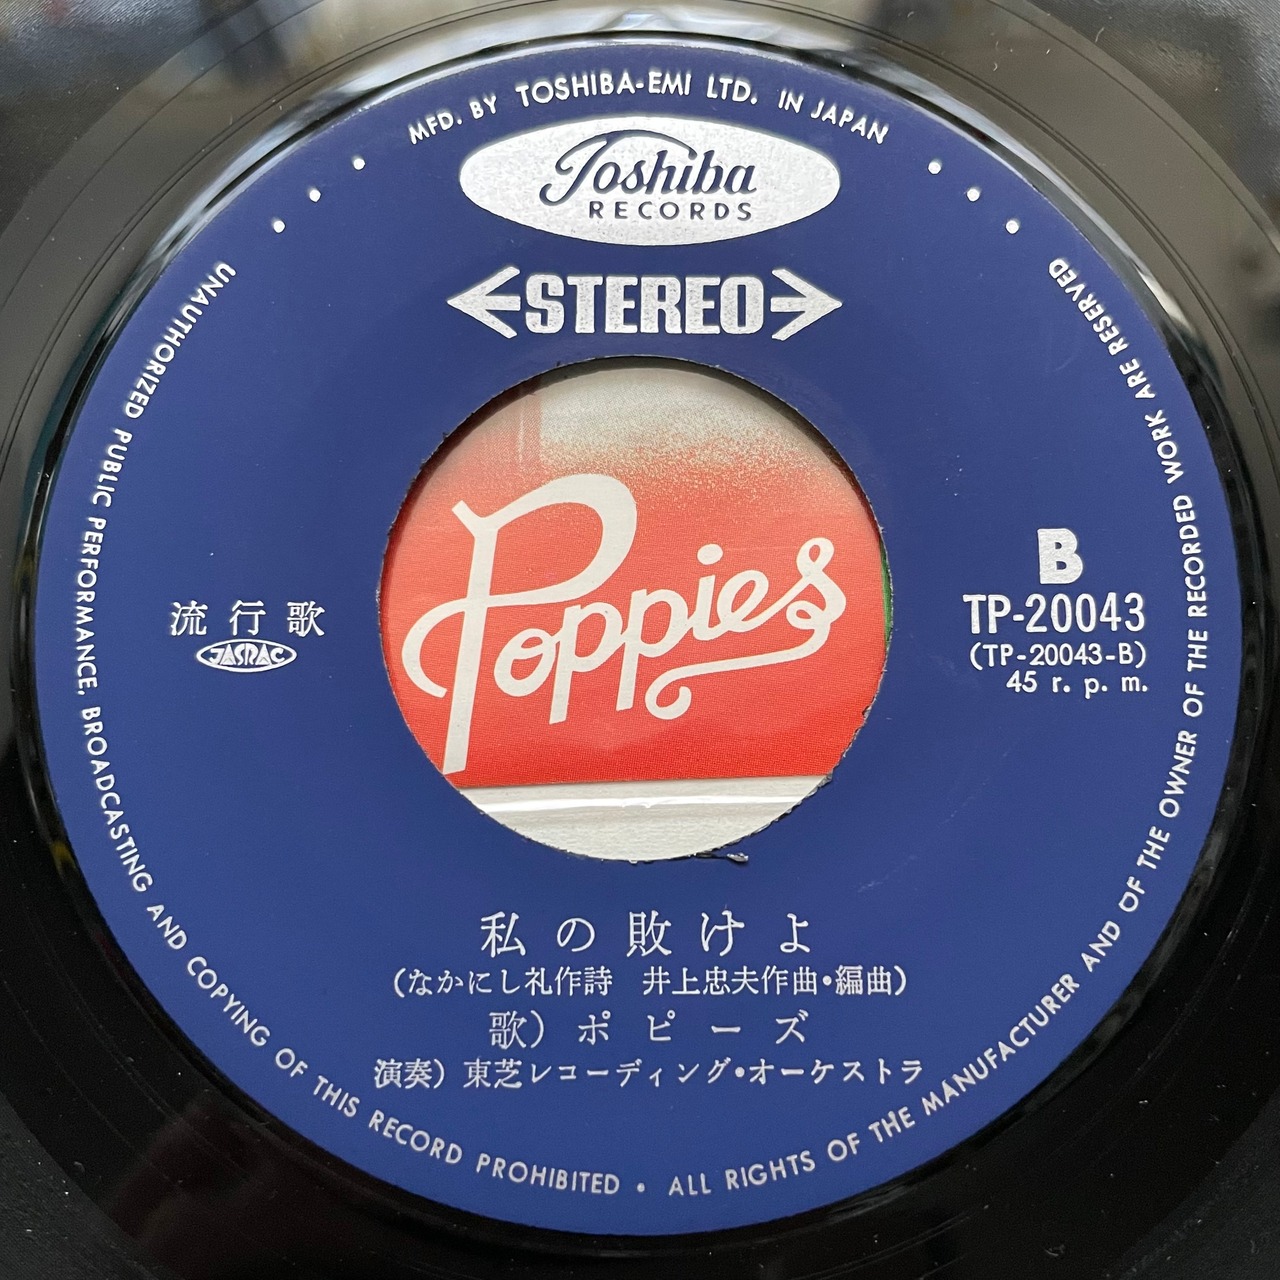 MFD. BY TOSHIBA-EMI LTD. IN JAPAN
Toshiba
RECORDS
STEREO
Poppies
流行歌
JASRAC
B
TP-20043
(TP-20043-B)
45 r. p. m.
私の敗けよ
(なかにし礼作詩 井上忠夫作曲・編曲)
歌) ポピーズ
演奏) 東芝レコーディング・オーケストラ
UNAUTHORIZED PUBLIC PERFORMANCE, BROADCASTING AND COPYING OF THIS RECORD PROHIBITED • ALL RIGHTS OF THE MANUFACTURER AND OF THE OWNER OF THE RECORDED WORK ARE RESERVED